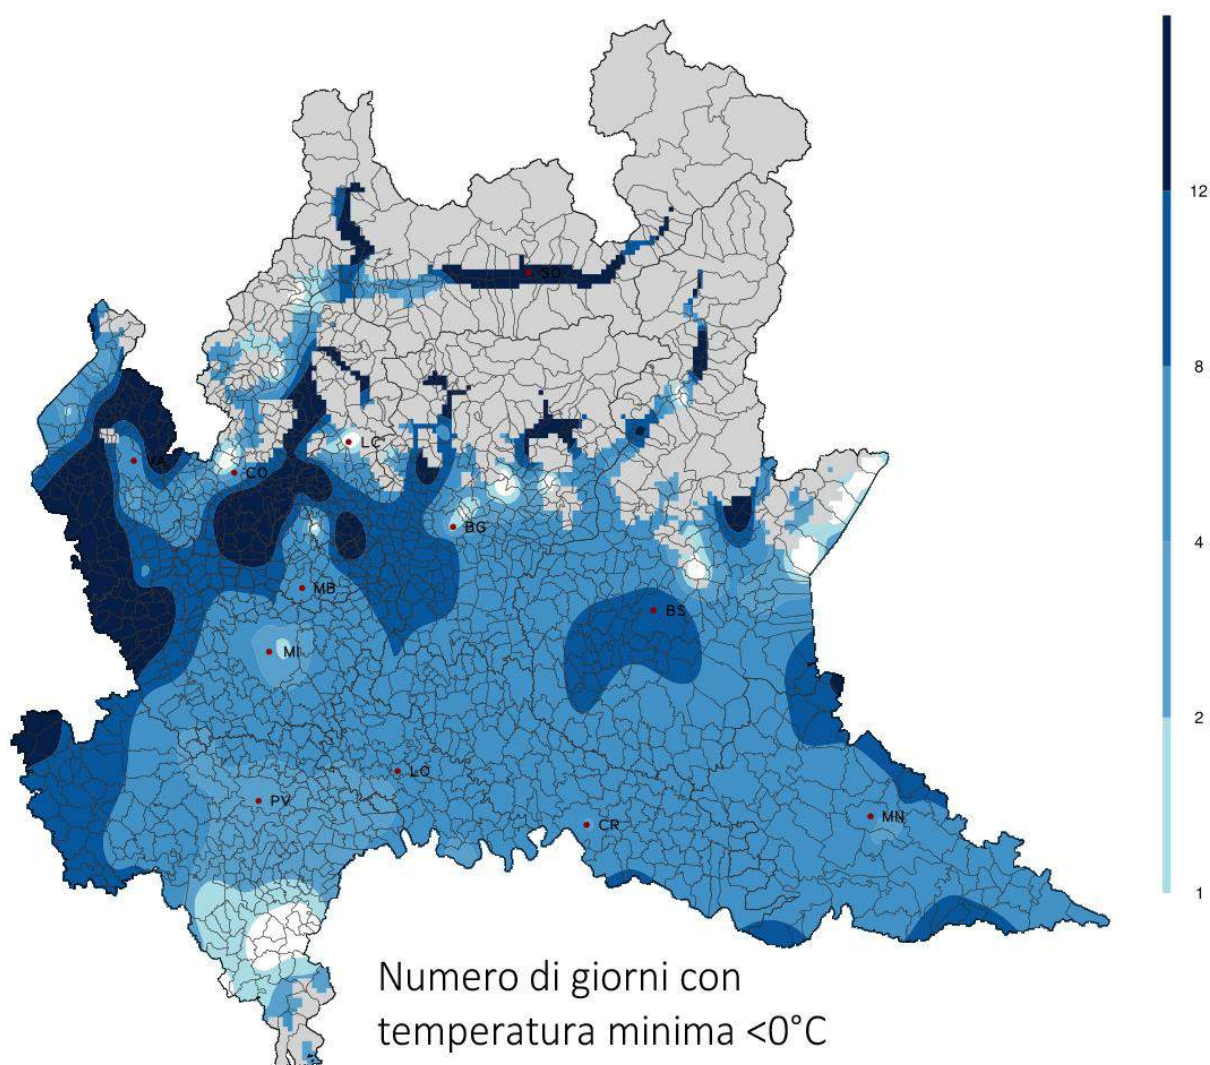 12
SO
8
LC
VA
CO
BG
4
MB
BS
MI
2
LO
PV
MN
CR
1
Numero di giorni con
temperatura minima <0°C